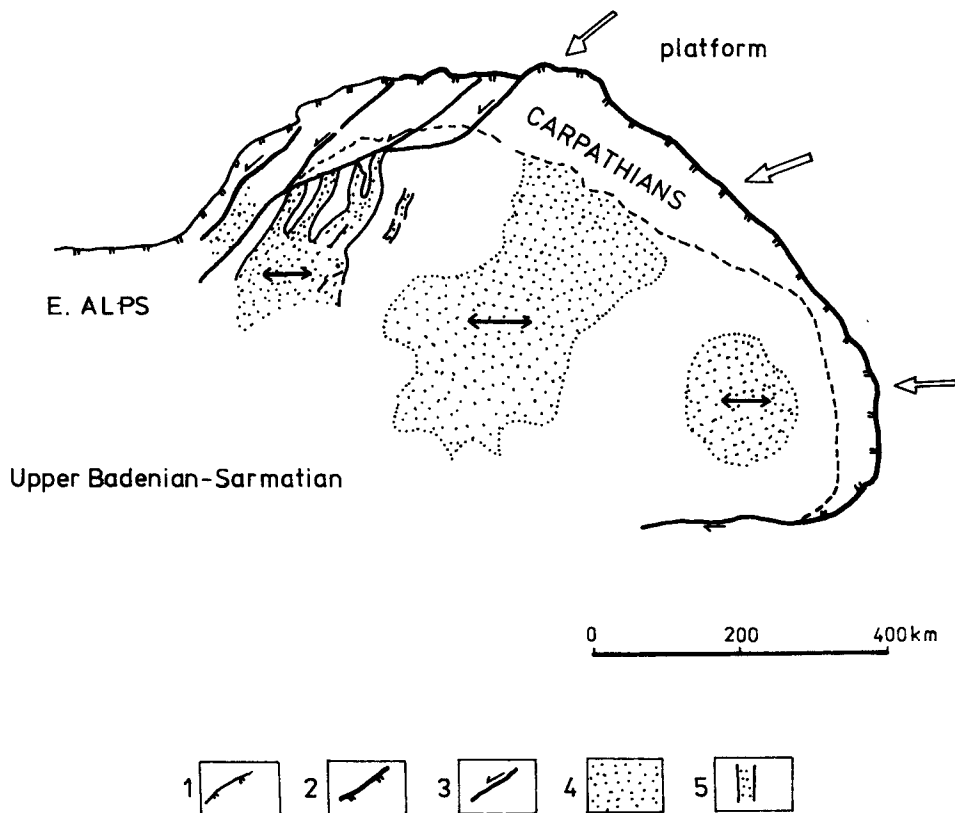 platform
CARPATHIANS
E. ALPS
Upper Badenian-Sarmatian
0 200 400km
1 2 3 4 5